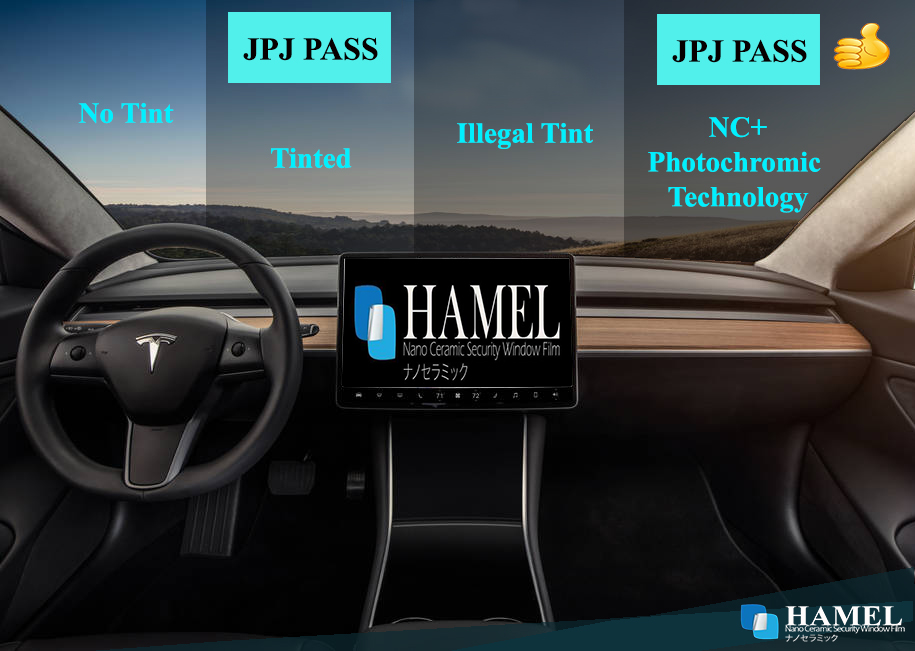 JPJ PASS
JPJ PASS
No Tint
Tinted
Illegal Tint
NC+
Photochromic
Technology
HAMEL
Nano Ceramic Security Window Film
ナノセラミック
71°
72°
HAMEL
Nano Ceramic Security Window Film
ナノセラミック